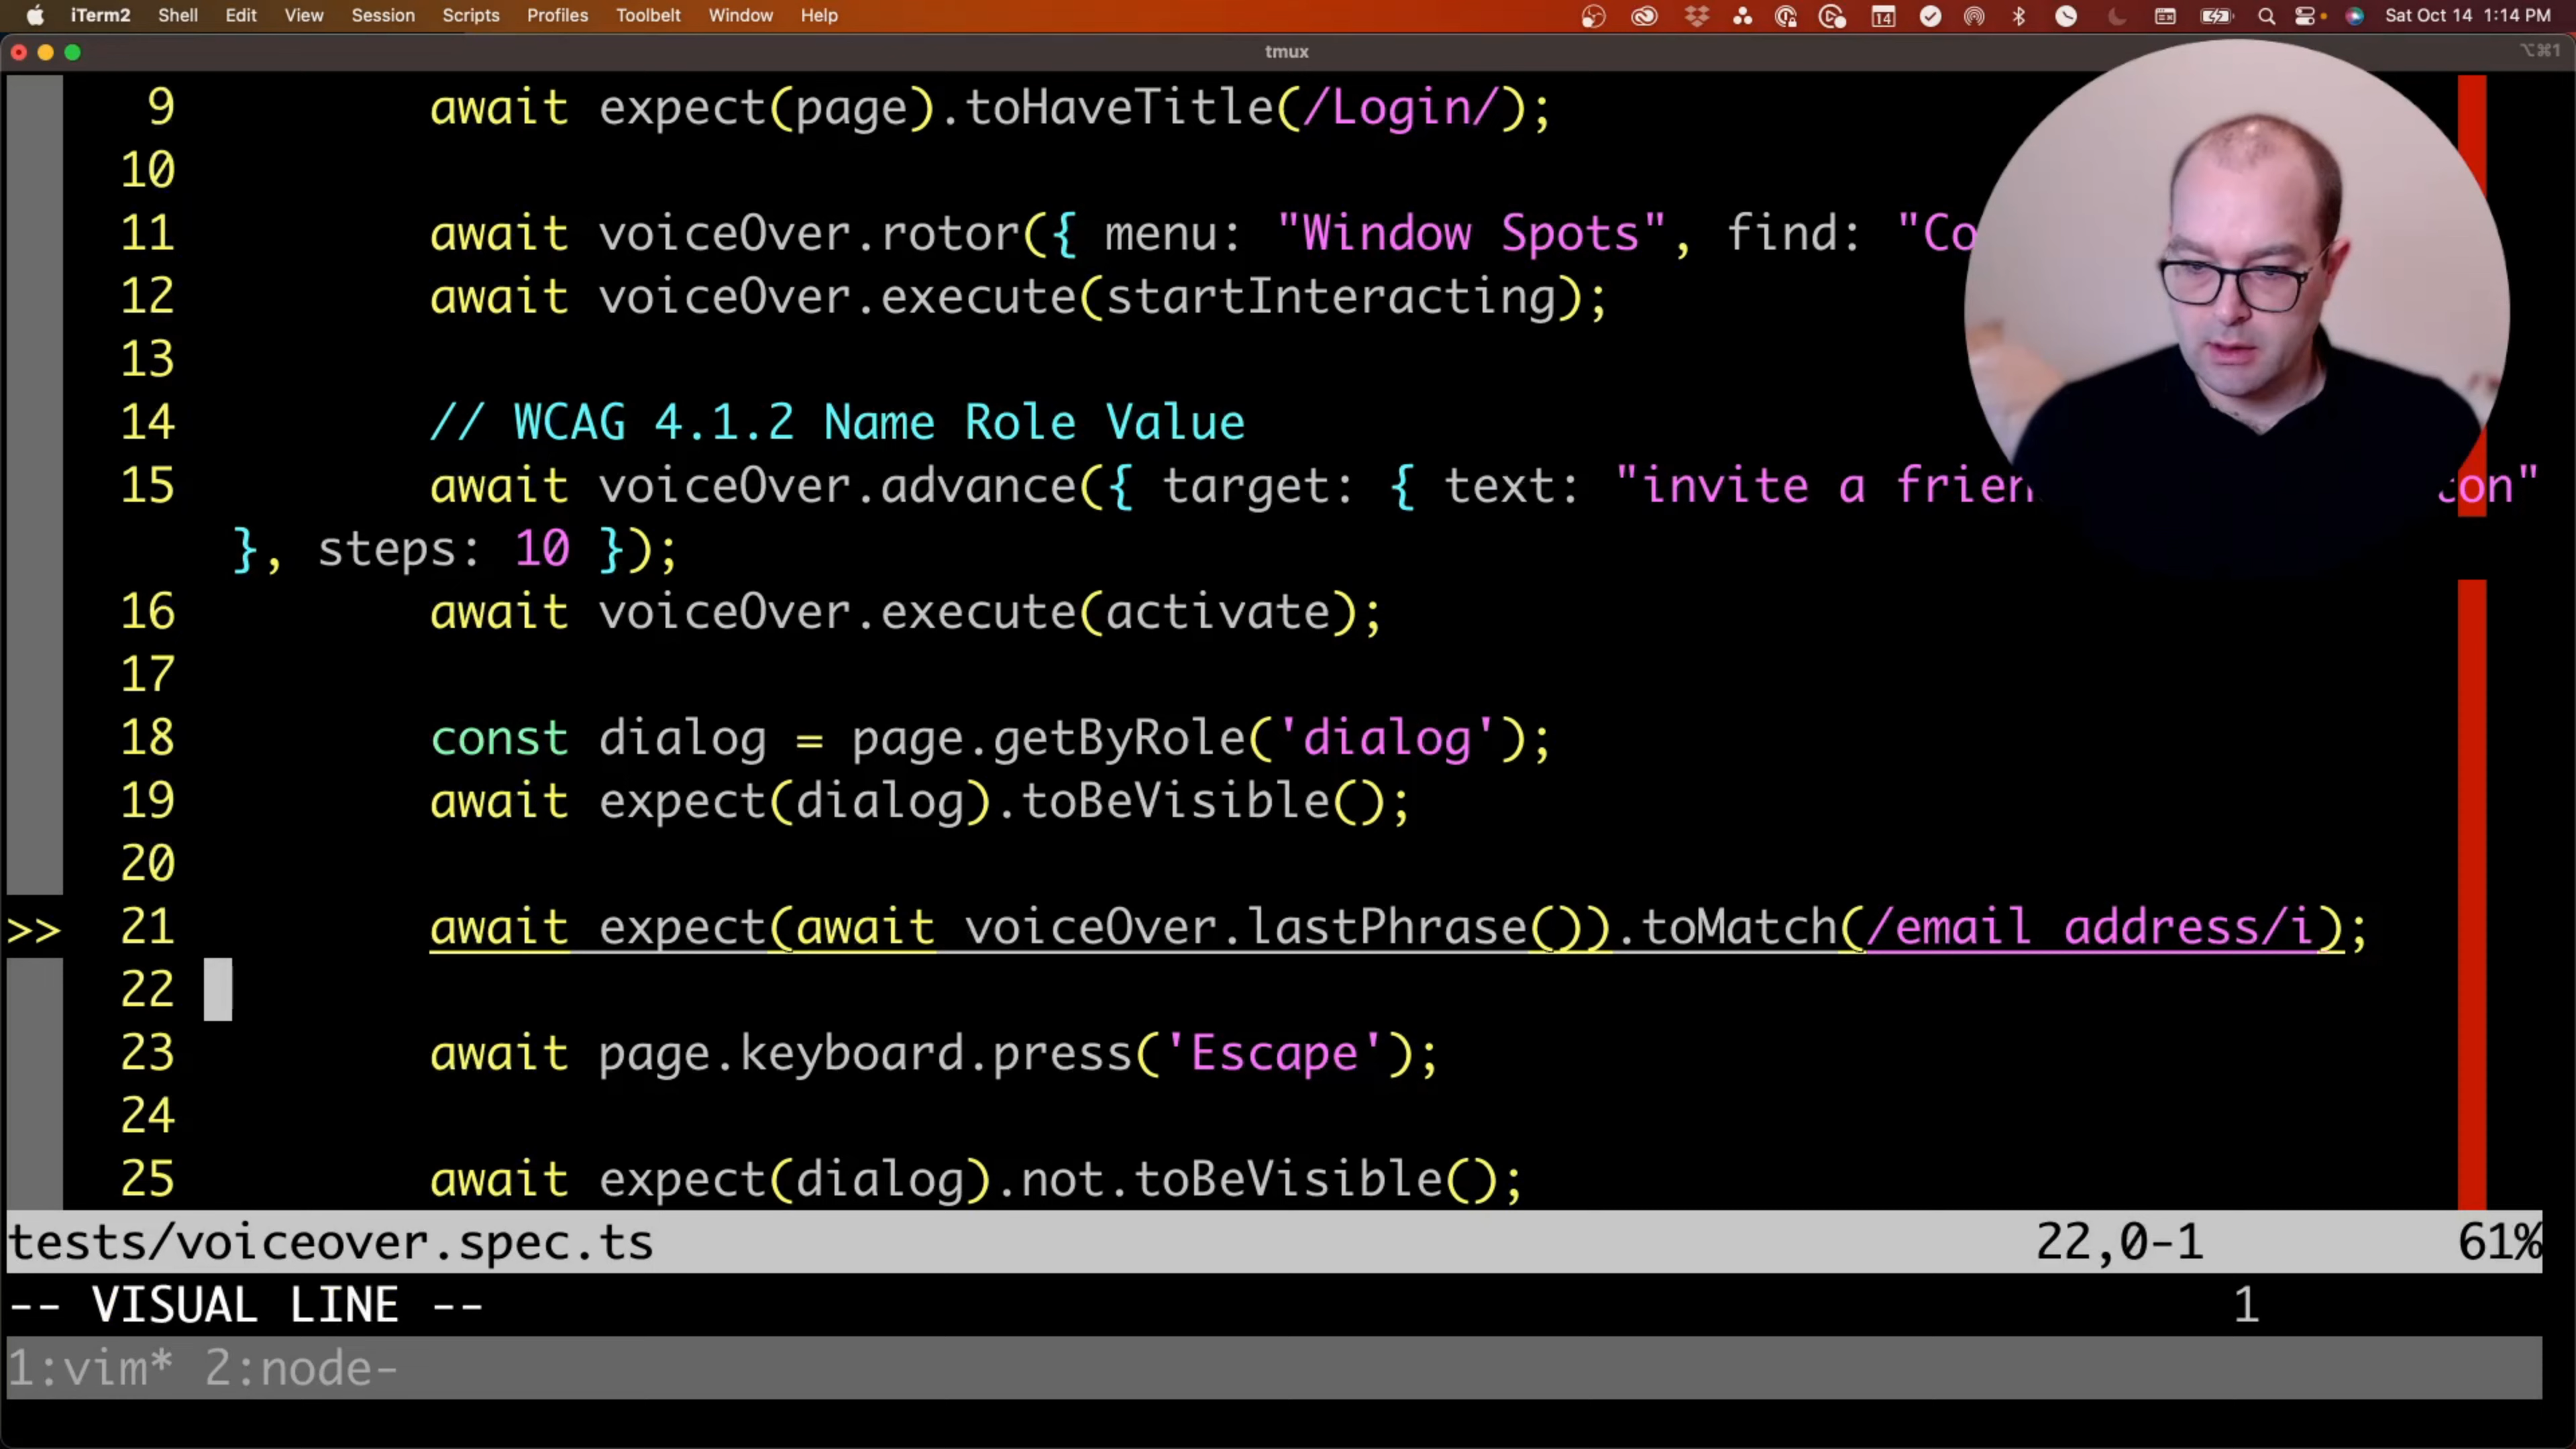 iTerm2 Shell Edit View Session Scripts Profiles Toolbelt Window Help 14 Sat Oct 14 1:14 PM
tmux ⌥⌘1
9 await expect(page).toHaveTitle(/Login/);
10
11 await voiceOver.rotor({ menu: "Window Spots", find: "Co
12 await voiceOver.execute(startInteracting);
13
14 // WCAG 4.1.2 Name Role Value
15 await voiceOver.advance({ target: { text: "invite a frien con"
}, steps: 10 });
16 await voiceOver.execute(activate);
17
18 const dialog = page.getByRole('dialog');
19 await expect(dialog).toBeVisible();
20
>> 21 await expect(await voiceOver.lastPhrase()).toMatch(/email address/i);
22
23 await page.keyboard.press('Escape');
24
25 await expect(dialog).not.toBeVisible();
tests/voiceover.spec.ts 22,0-1 61%
-- VISUAL LINE -- 1
1:vim* 2:node-